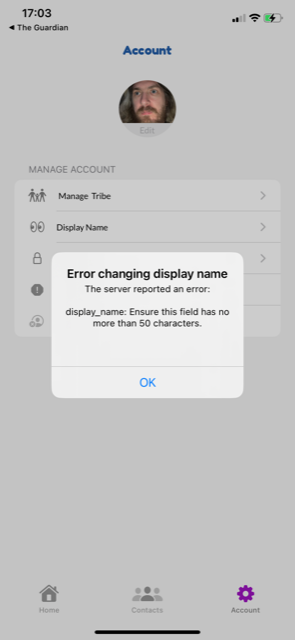 17:03
◀ The Guardian
Account
Edit
MANAGE ACCOUNT
Manage Tribe
Display Name
Error changing display name
The server reported an error:
display_name: Ensure this field has no
more than 50 characters.
OK
Home
Contacts
Account